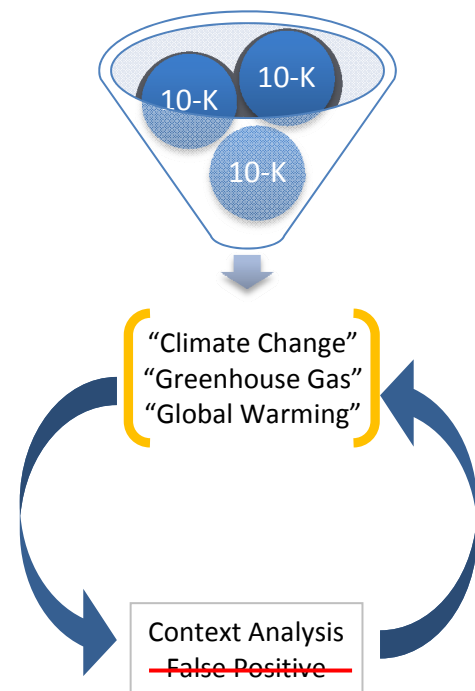 10-K
10-K
10-K
“Climate Change”
“Greenhouse Gas”
“Global Warming”
Context Analysis
False Positive